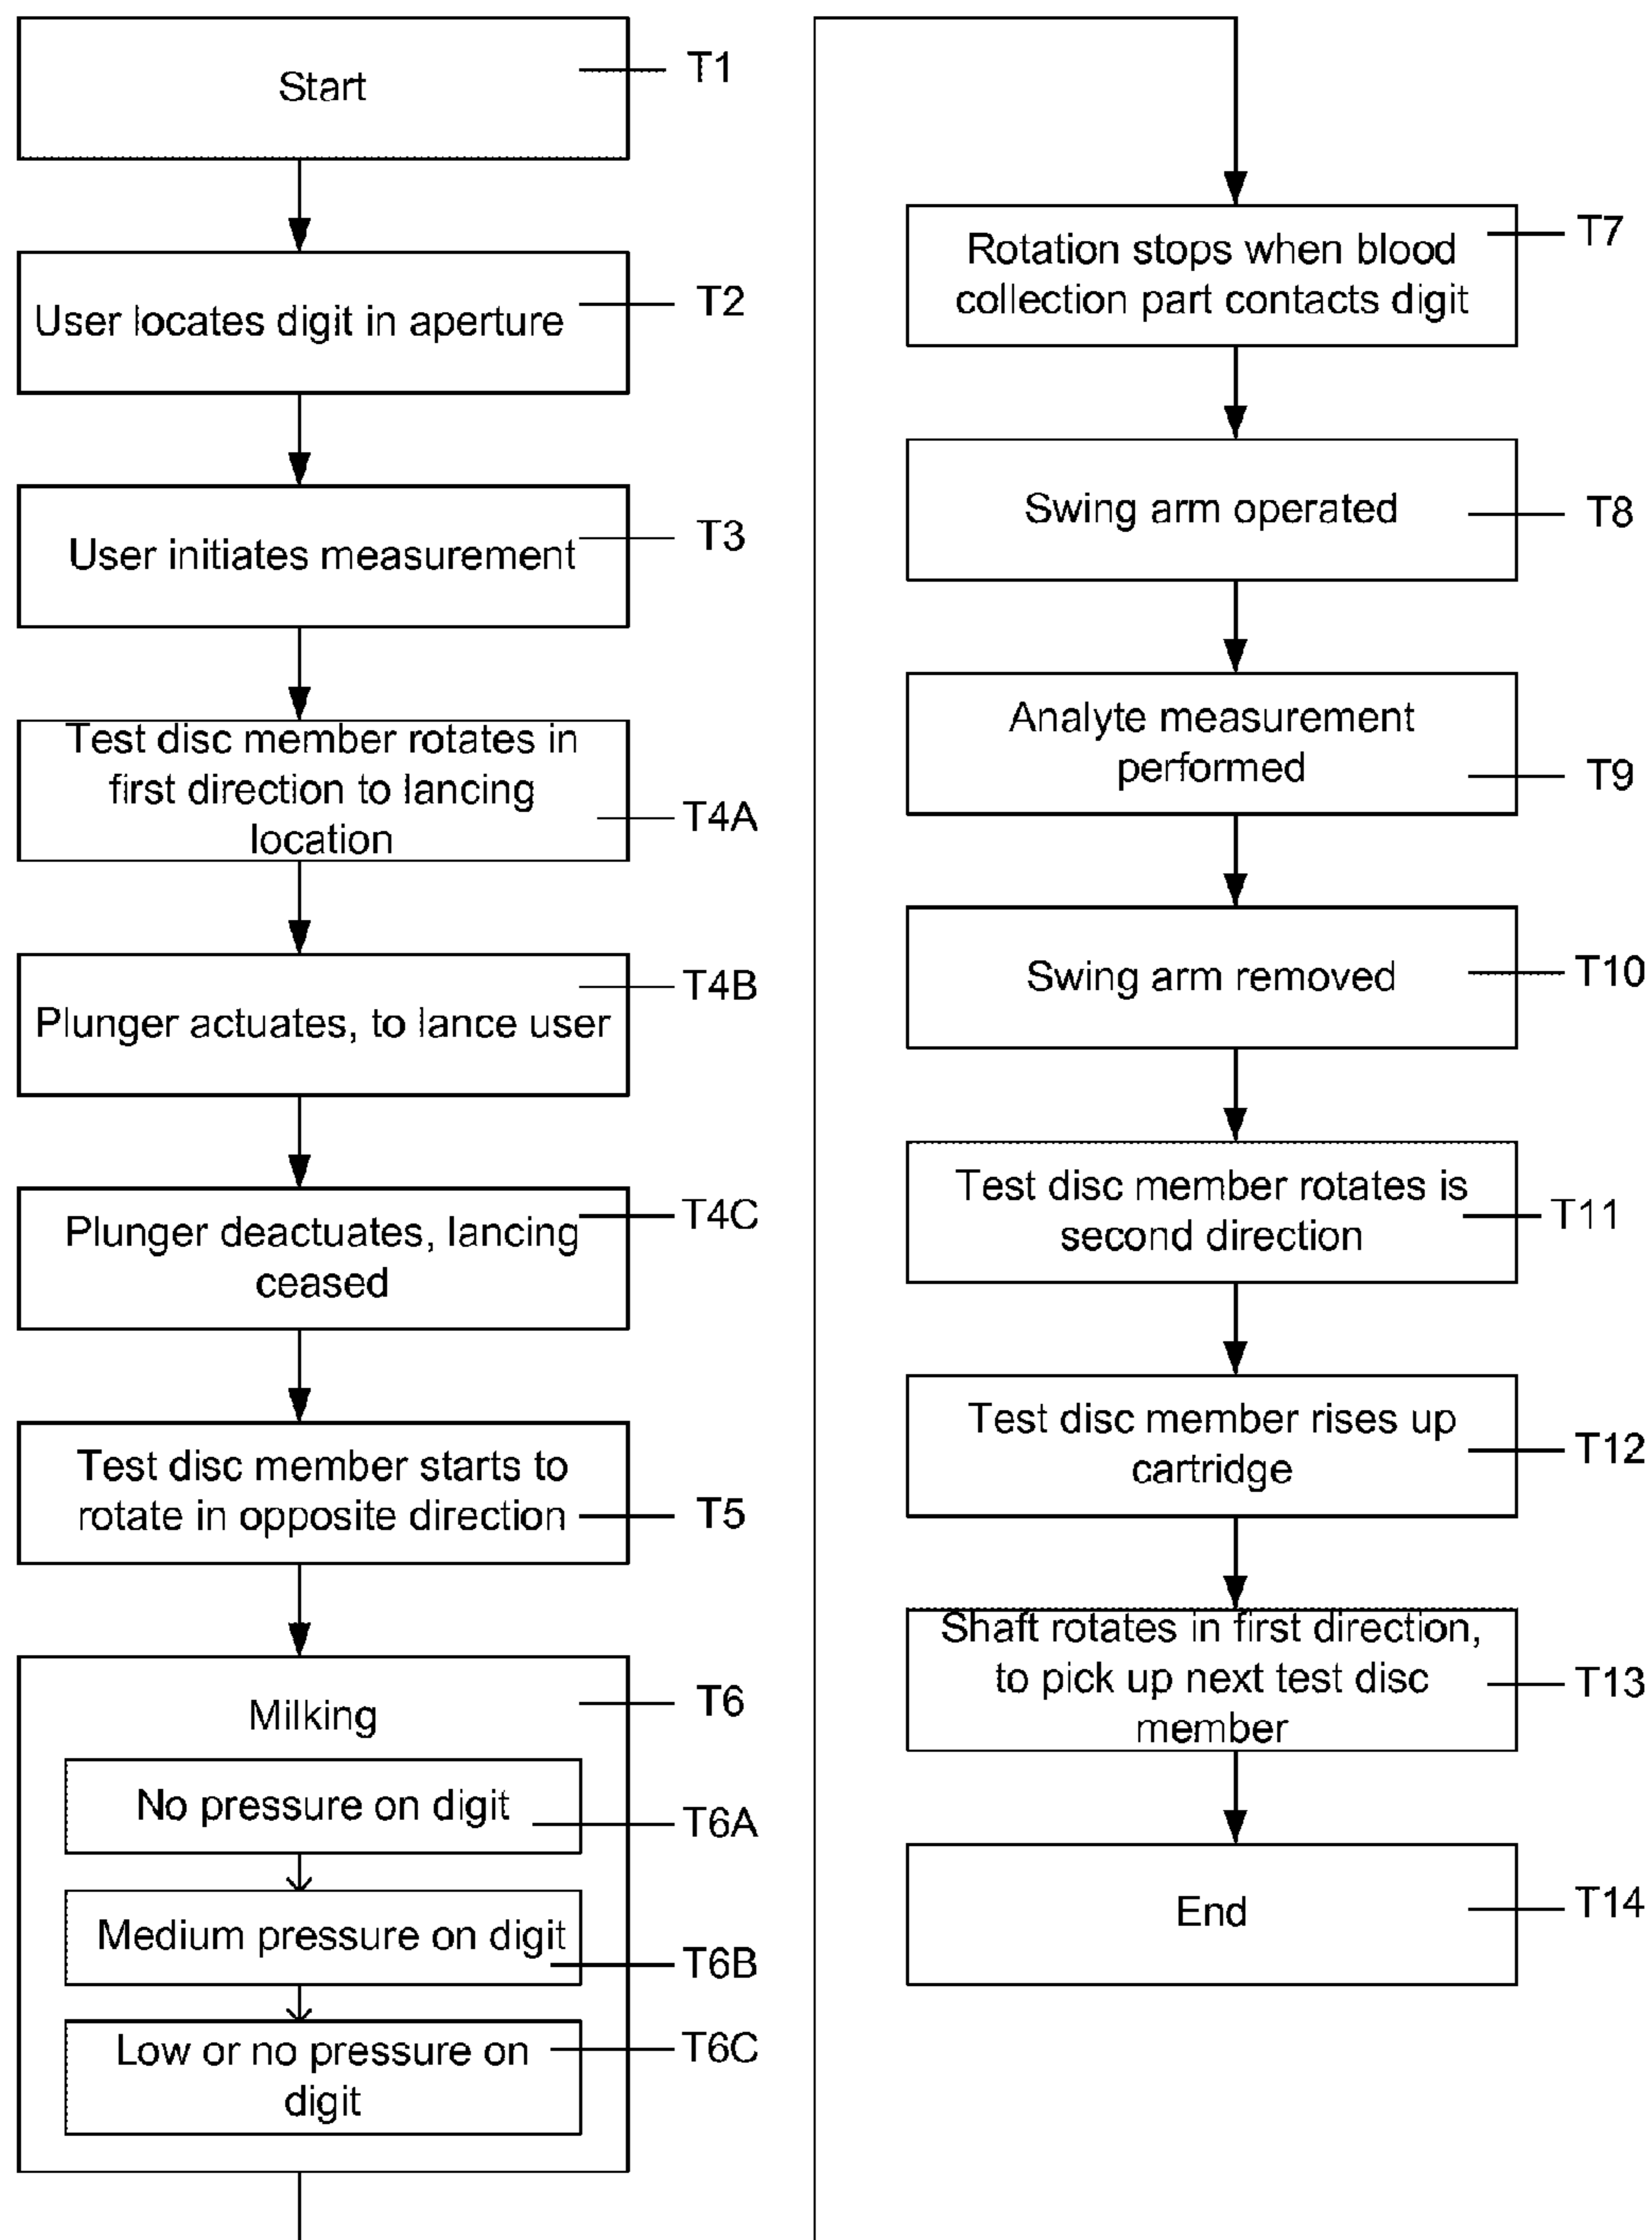 Start
T1
User locates digit in aperture
T2
User initiates measurement
T3
Test disc member rotates in
first direction to lancing
location
T4A
Plunger actuates, to lance user
T4B
Plunger deactuates, lancing
ceased
T4C
Test disc member starts to
rotate in opposite direction
T5
Milking
T6
No pressure on digit
T6A
Medium pressure on digit
T6B
Low or no pressure on
digit
T6C
Rotation stops when blood
collection part contacts digit
T7
Swing arm operated
T8
Analyte measurement
performed
T9
Swing arm removed
T10
Test disc member rotates is
second direction
T11
Test disc member rises up
cartridge
T12
Shaft rotates in first direction,
to pick up next test disc
member
T13
End
T14